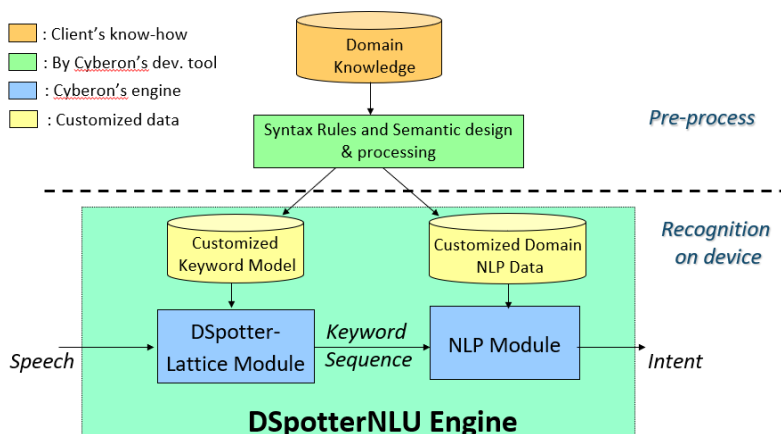 : Client's know-how
: By Cyberon's dev. tool
: Cyberon's engine
: Customized data
Domain
Knowledge
Syntax Rules and Semantic design
& processing
Pre-process
Recognition
on device
Customized
Keyword Model
Customized Domain
NLP Data
Speech
DSpotter-
Lattice Module
Keyword
Sequence
NLP Module
Intent
DSpotterNLU Engine